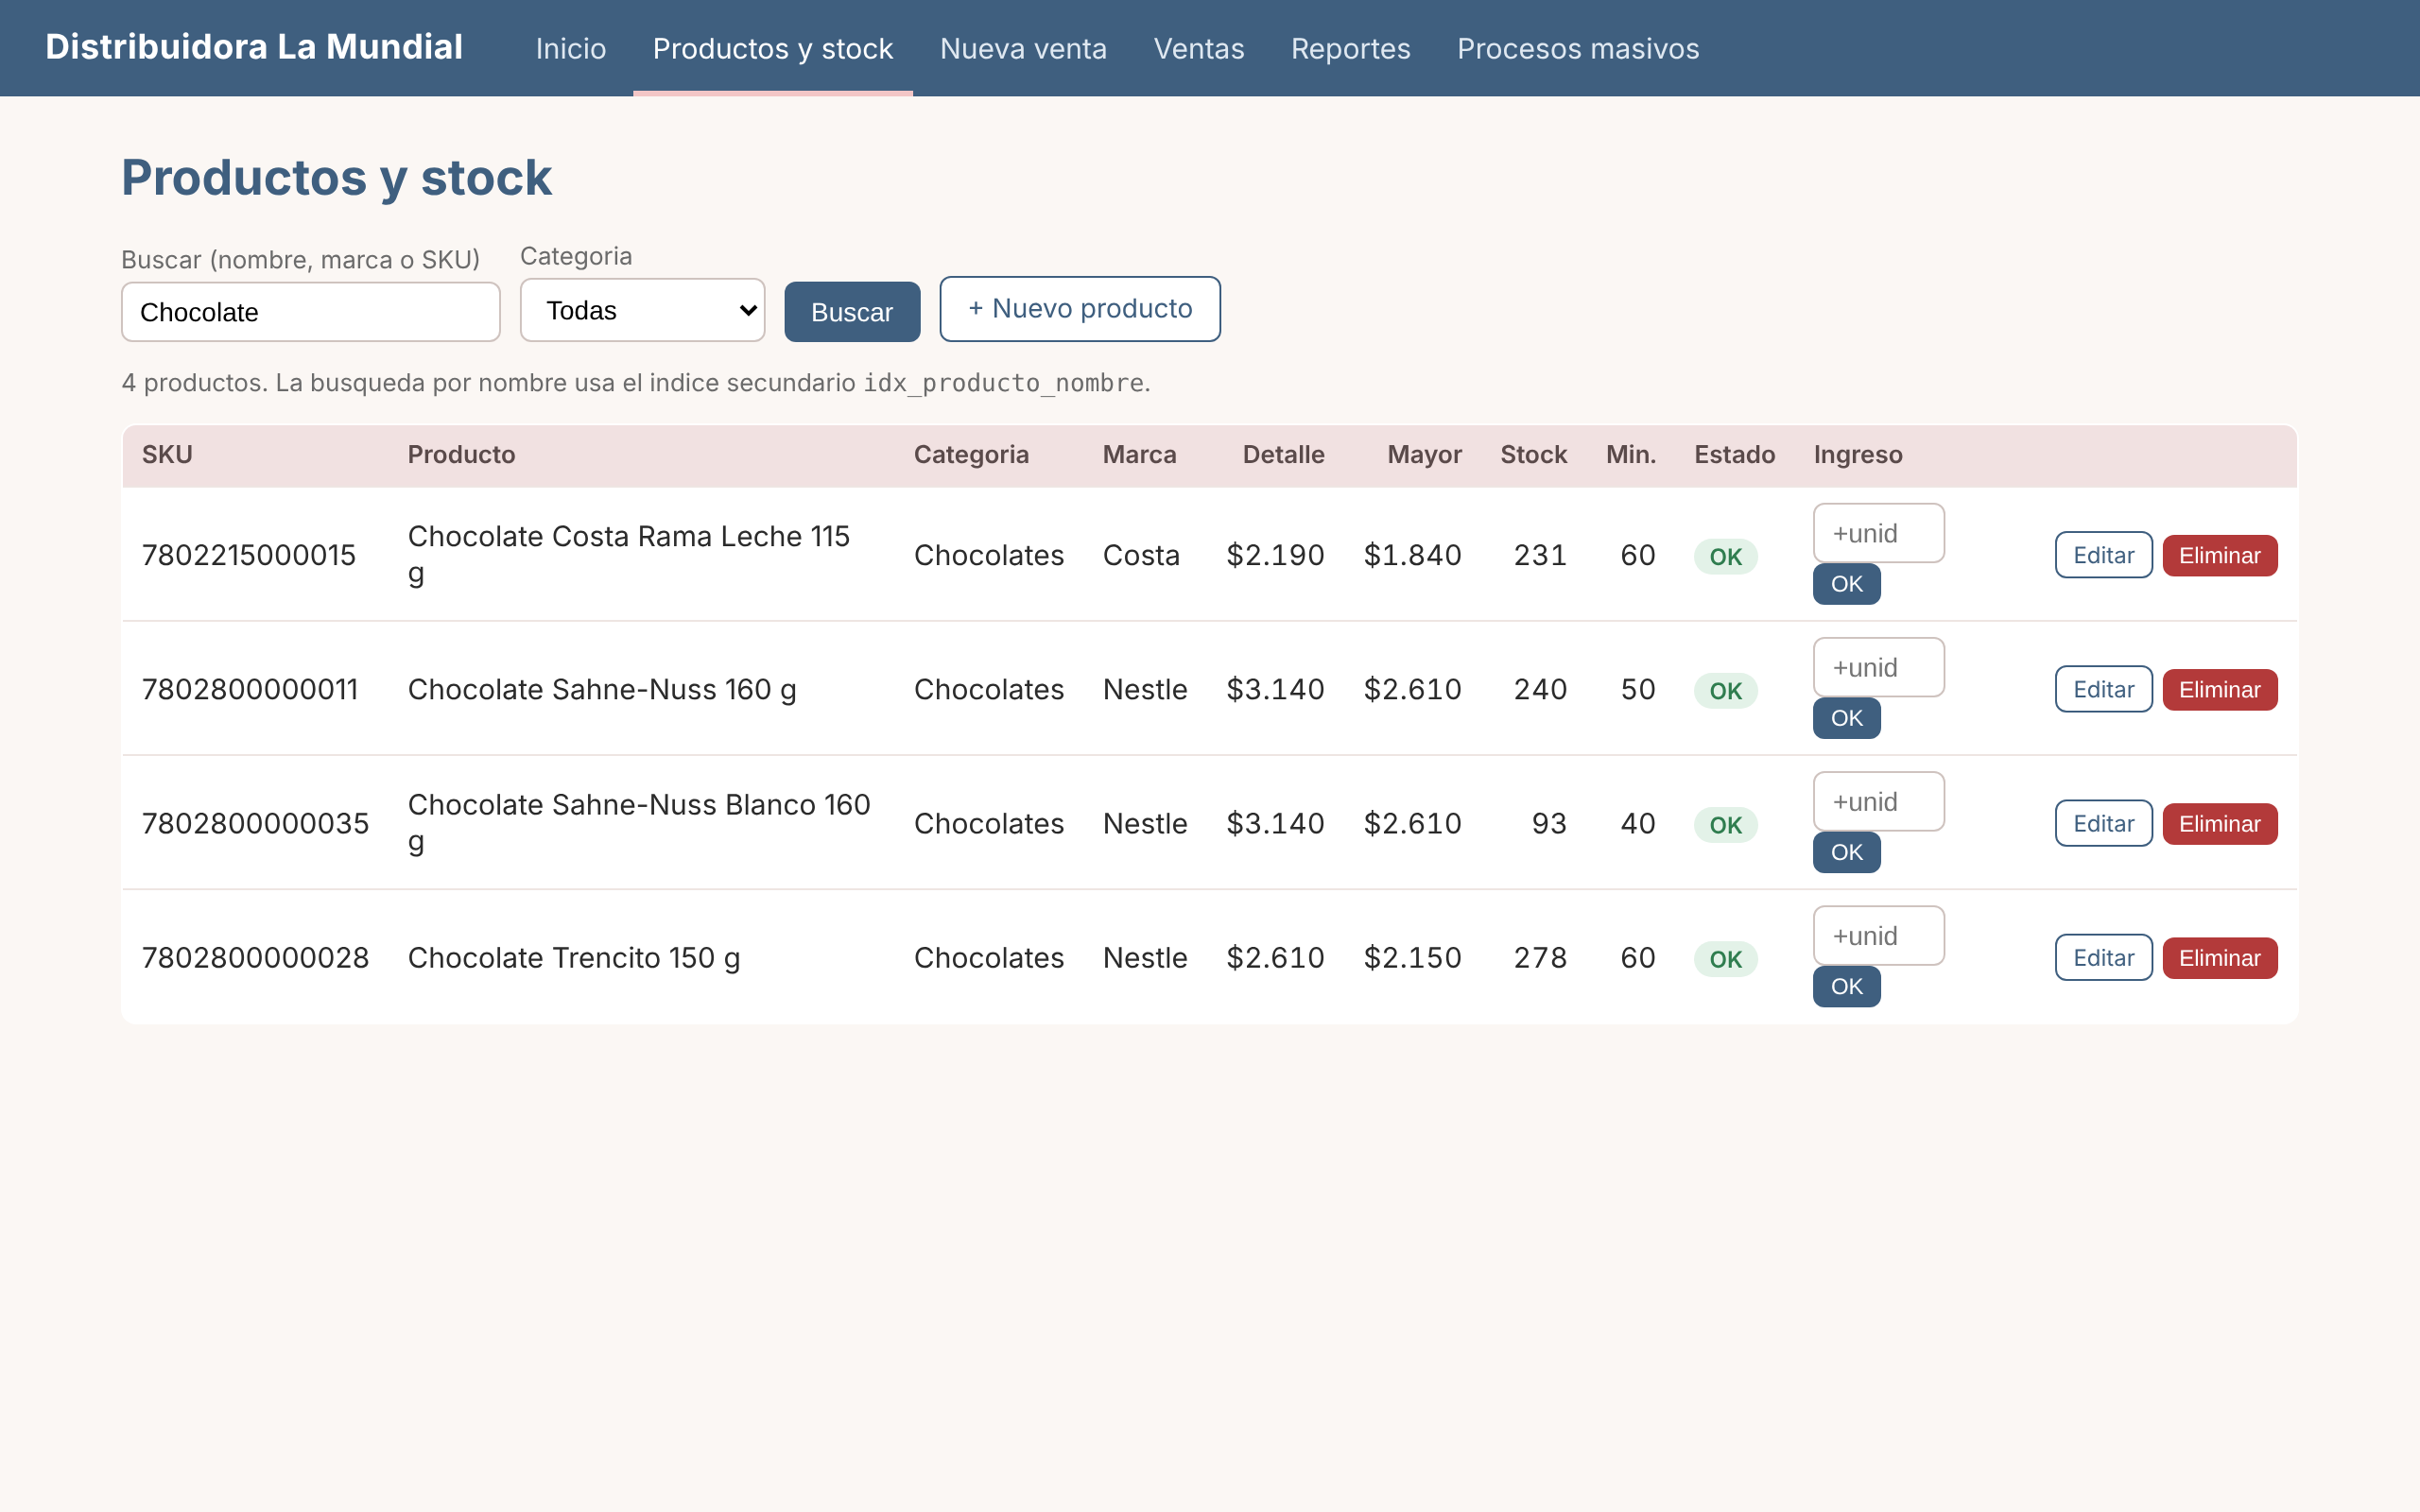 Distribuidora La Mundial Inicio Productos y stock Nueva venta Ventas Reportes Procesos masivos
Productos y stock
Buscar (nombre, marca o SKU) Categoria
Chocolate Todas Buscar + Nuevo producto
4 productos. La busqueda por nombre usa el indice secundario idx_producto_nombre.
SKU Producto Categoria Marca Detalle Mayor Stock Min. Estado Ingreso
7802215000015 Chocolate Costa Rama Leche 115 g Chocolates Costa $2.190 $1.840 231 60 OK +unid OK Editar Eliminar
7802800000011 Chocolate Sahne-Nuss 160 g Chocolates Nestle $3.140 $2.610 240 50 OK +unid OK Editar Eliminar
7802800000035 Chocolate Sahne-Nuss Blanco 160 g Chocolates Nestle $3.140 $2.610 93 40 OK +unid OK Editar Eliminar
7802800000028 Chocolate Trencito 150 g Chocolates Nestle $2.610 $2.150 278 60 OK +unid OK Editar Eliminar